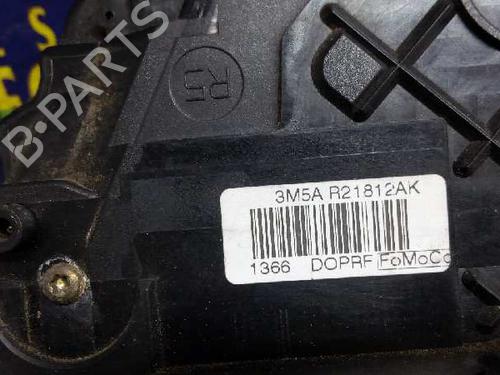 R5
B-PARTS
3M5A R21812AK
1366 DOPRF FoMoCo